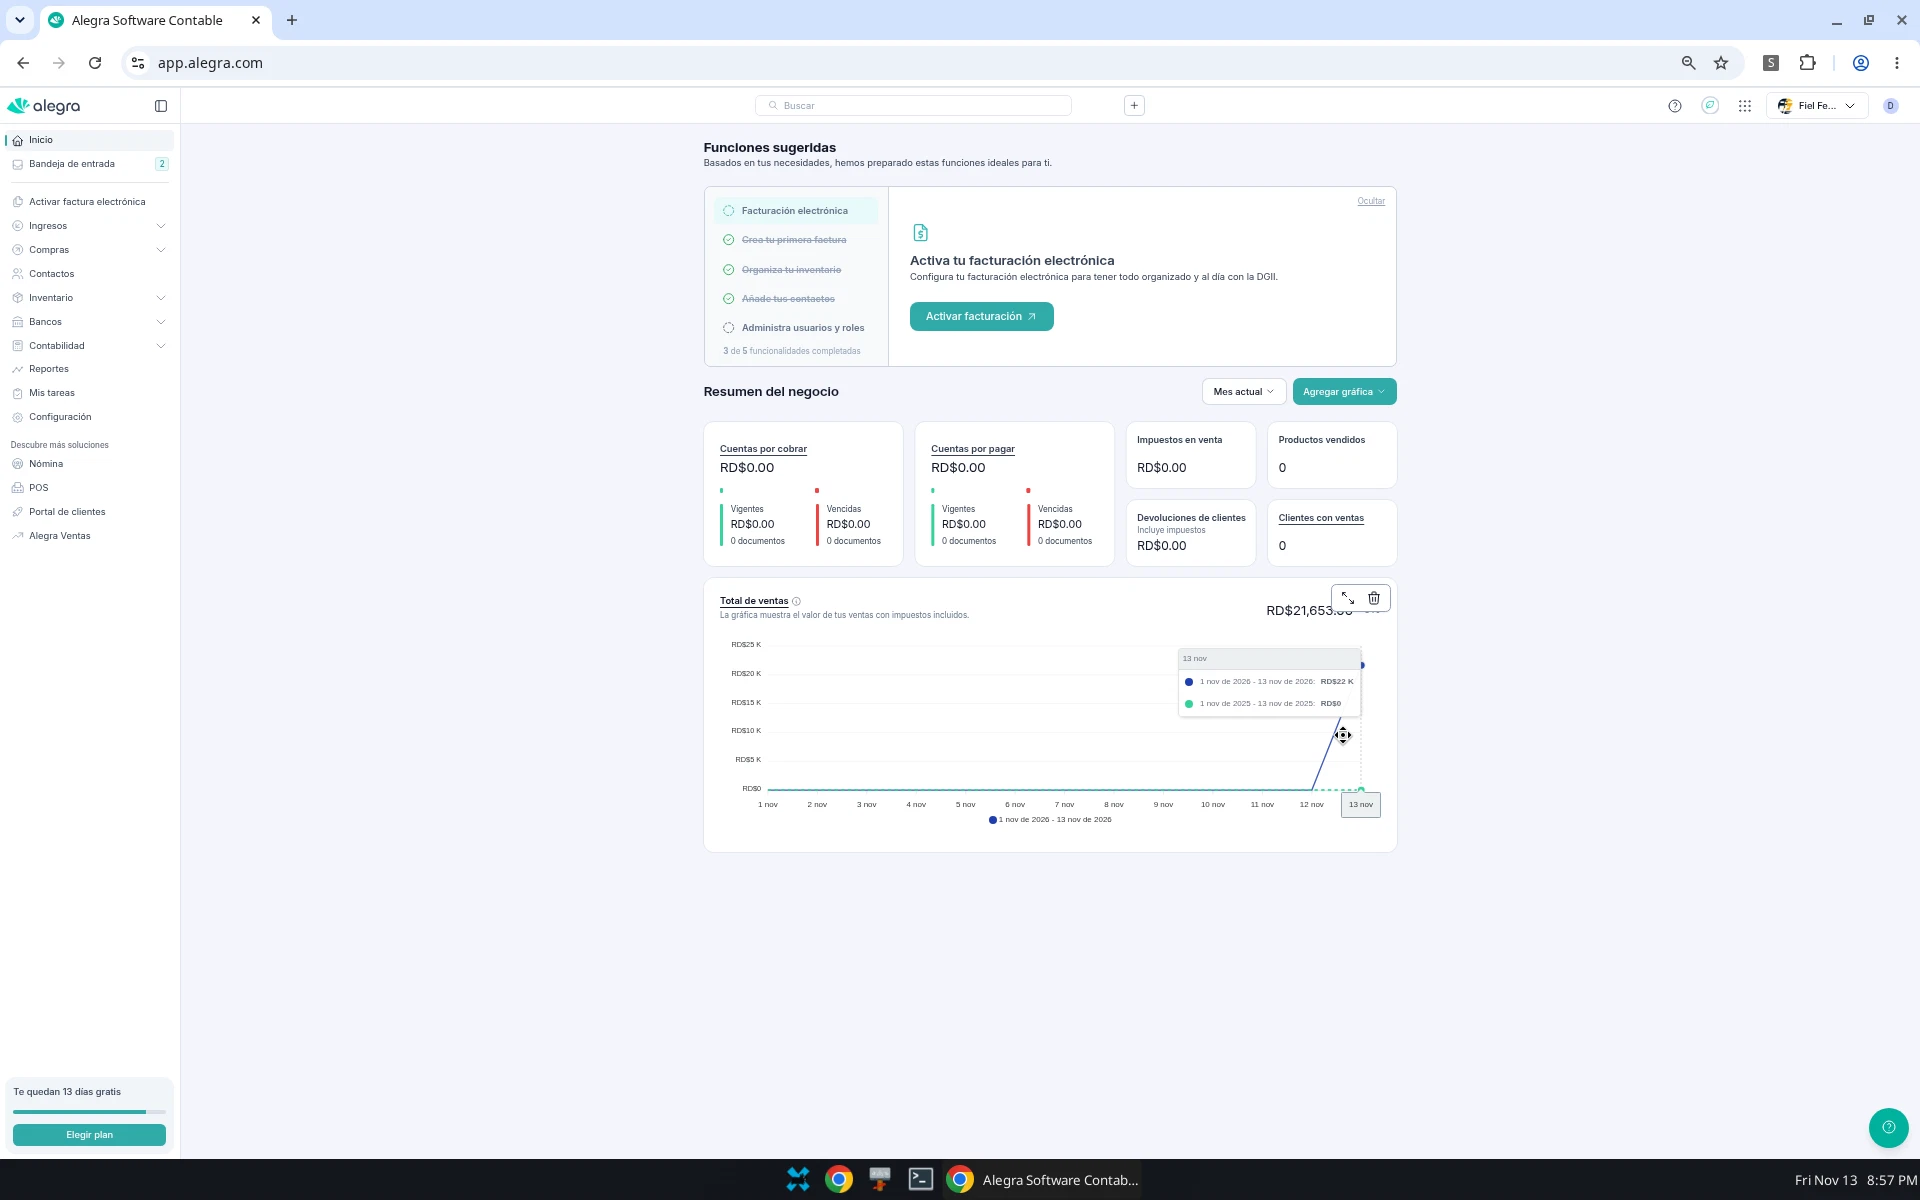 Alegra Software Contable
app.alegra.com
S
alegra
Buscar
Fiel Fe...
D
Inicio
Bandeja de entrada
2
Activar factura electrónica
Ingresos
Compras
Contactos
Inventario
Bancos
Contabilidad
Reportes
Mis tareas
Configuración
Descubre más soluciones
Nómina
POS
Portal de clientes
Alegra Ventas
Te quedan 13 días gratis
Elegir plan
Funciones sugeridas
Basados en tus necesidades, hemos preparado estas funciones ideales para ti.
Facturación electrónica
Crea tu primera factura
Organiza tu inventario
Añade tus contactos
Administra usuarios y roles
3 de 5 funcionalidades completadas
Ocultar
Activa tu facturación electrónica
Configura tu facturación electrónica para tener todo organizado y al día con la DGII.
Activar facturación
Resumen del negocio
Mes actual
Agregar gráfica
Cuentas por cobrar
RD$0.00
Vigentes
RD$0.00
0 documentos
Vencidas
RD$0.00
0 documentos
Cuentas por pagar
RD$0.00
Vigentes
RD$0.00
0 documentos
Vencidas
RD$0.00
0 documentos
Impuestos en venta
RD$0.00
Productos vendidos
0
Devoluciones de clientes
Incluye impuestos
RD$0.00
Clientes con ventas
0
Total de ventas
La gráfica muestra el valor de tus ventas con impuestos incluidos.
RD$21,653
RD$25 K
RD$20 K
RD$15 K
RD$10 K
RD$5 K
RD$0
13 nov
1 nov de 2026 - 13 nov de 2026: RD$22 K
1 nov de 2025 - 13 nov de 2025: RD$0
1 nov 2 nov 3 nov 4 nov 5 nov 6 nov 7 nov 8 nov 9 nov 10 nov 11 nov 12 nov 13 nov
1 nov de 2026 - 13 nov de 2026
Alegra Software Contab...
Fri Nov 13 8:57 PM